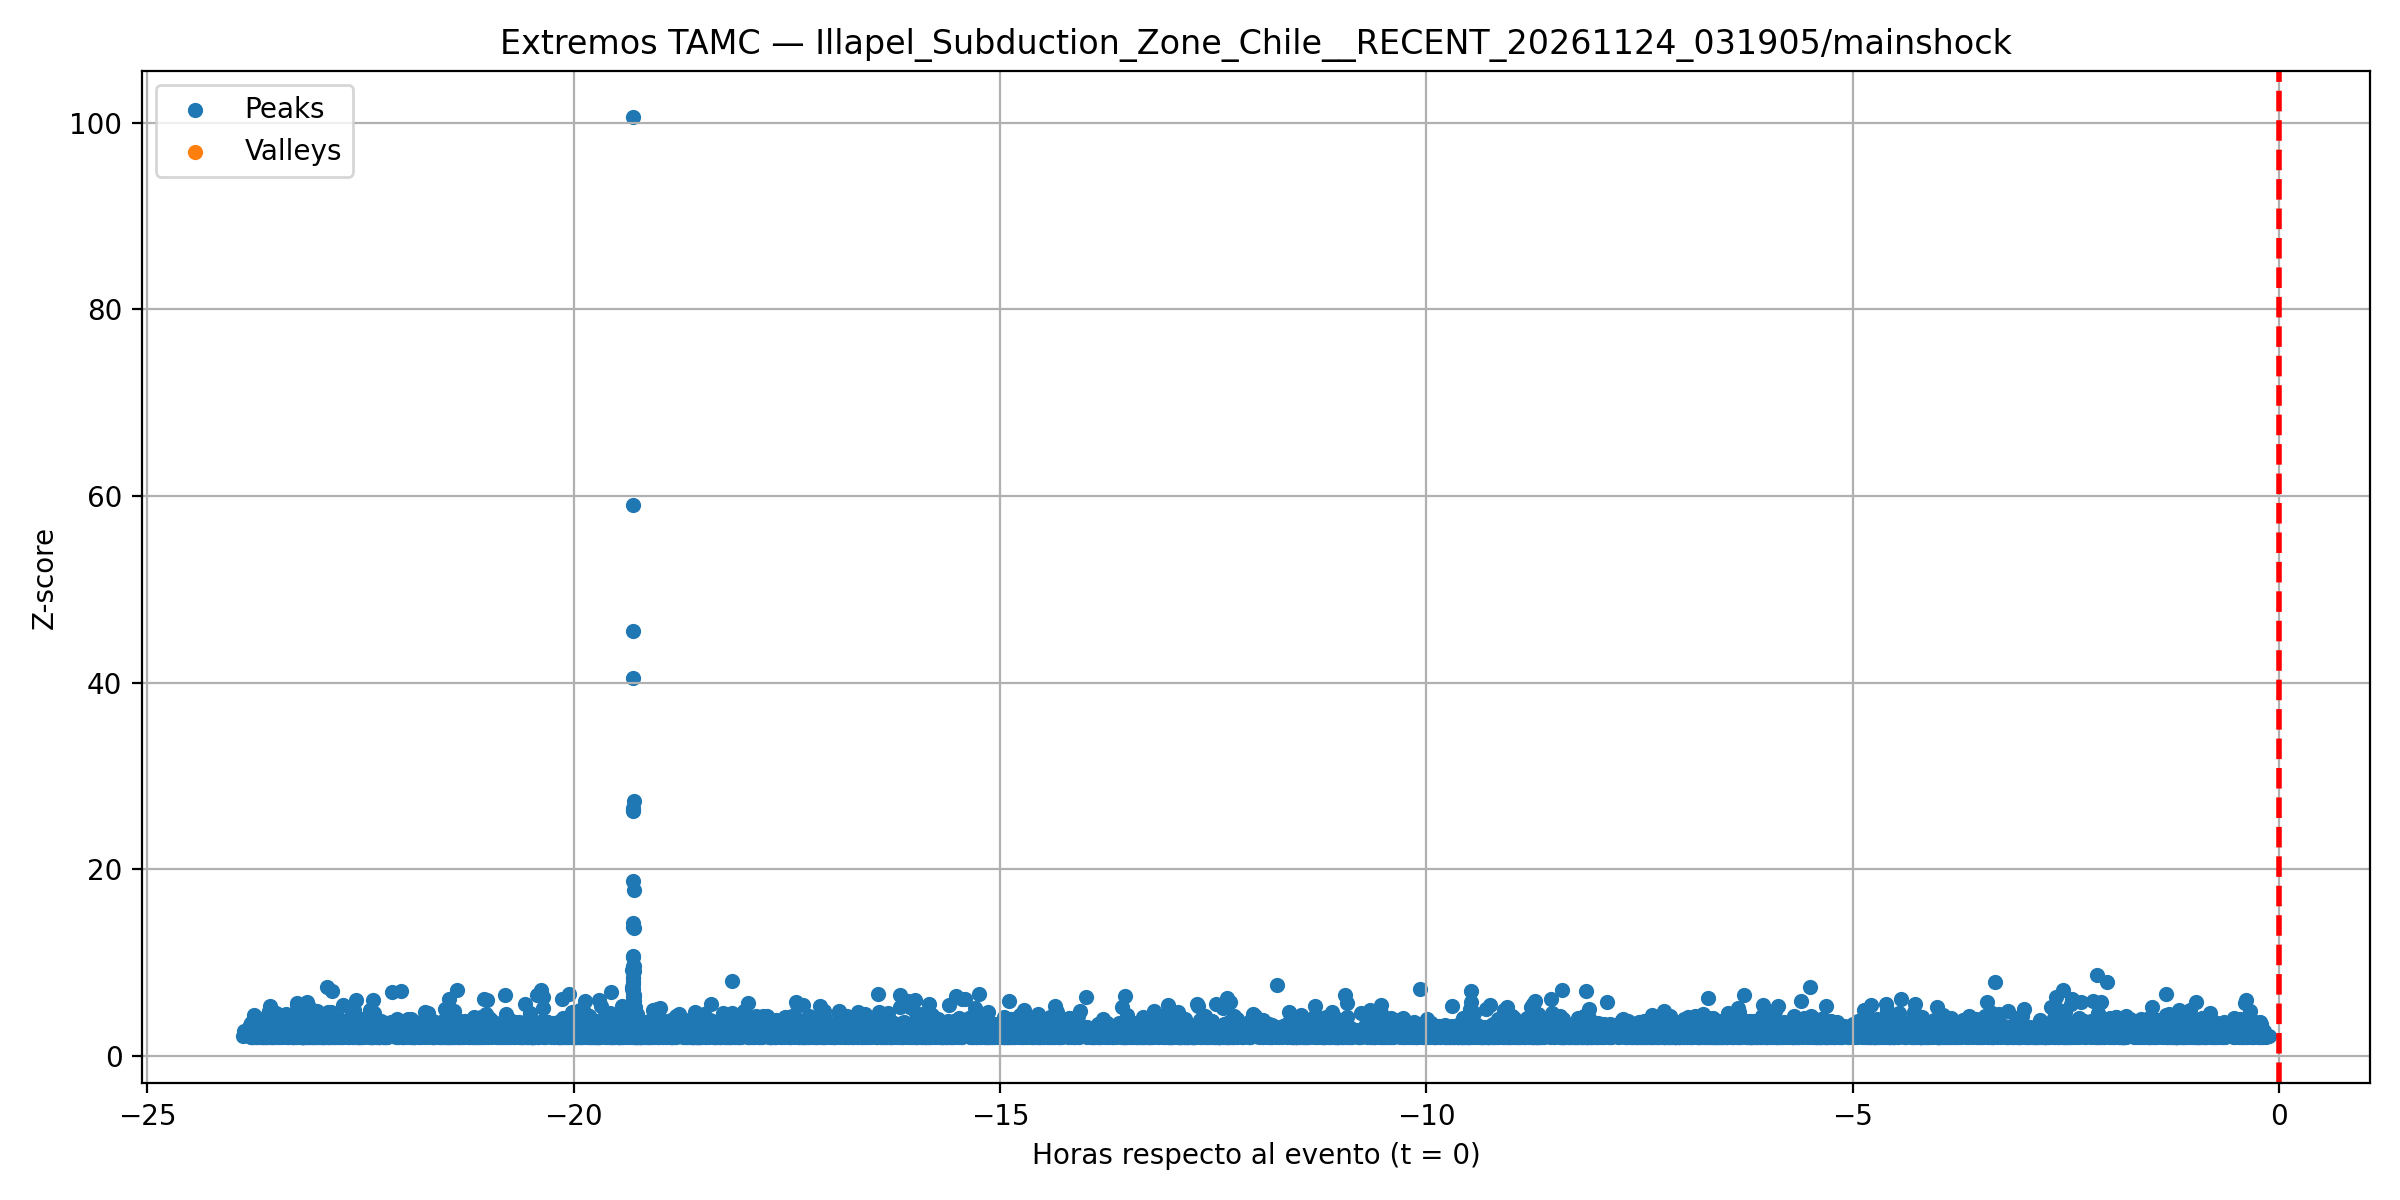 Extremos TAMC — Illapel_Subduction_Zone_Chile__RECENT_20261124_031905/mainshock
Peaks
Valleys
100
80
60
40
20
0
Z-score
−25 −20 −15 −10 −5 0
Horas respecto al evento (t = 0)